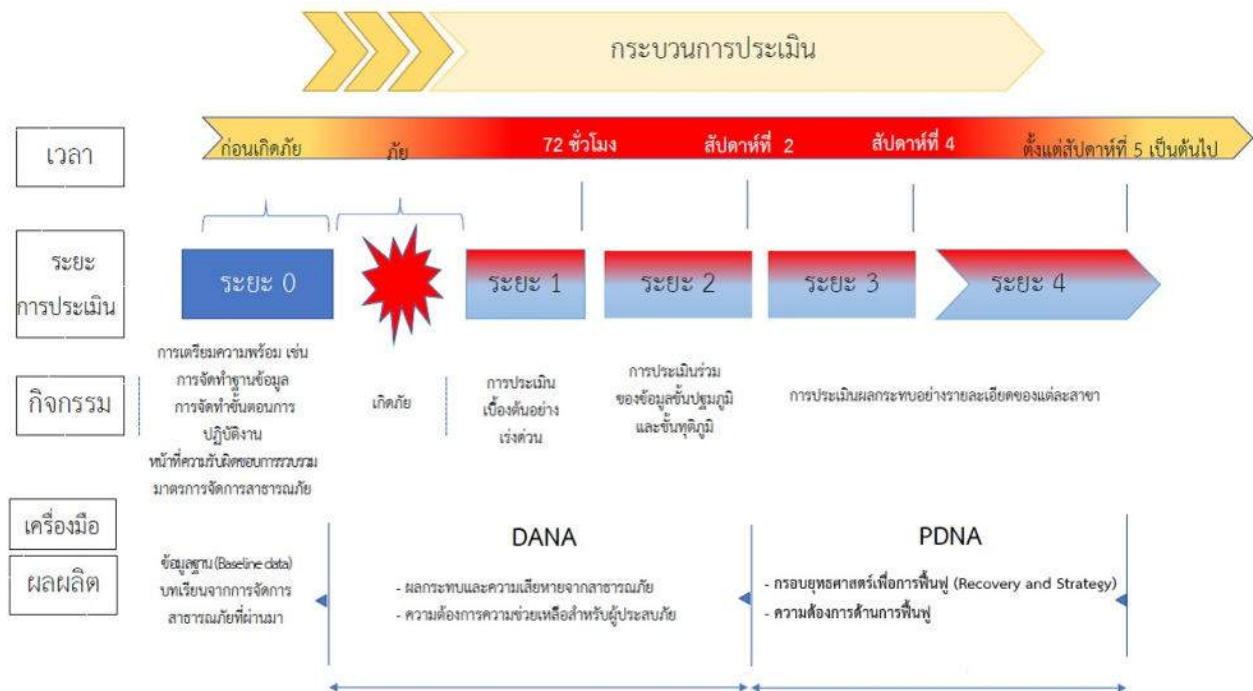 กระบวนการประเมิน
เวลา
ก่อนเกิดภัย
ภัย
72 ชั่วโมง
สัปดาห์ที่ 2
สัปดาห์ที่ 4
ตั้งแต่สัปดาห์ที่ 5 เป็นต้นไป
ระยะ
การประเมิน
ระยะ 0
ระยะ 1
ระยะ 2
ระยะ 3
ระยะ 4
กิจกรรม
การเตรียมความพร้อม เช่น
การจัดทำฐานข้อมูล
การจัดทำขั้นตอนการ
ปฏิบัติงาน
หน้าที่ความรับผิดชอบการรวบรวม
มาตรการจัดการสาธารณภัย
เกิดภัย
การประเมิน
เบื้องต้นอย่าง
เร่งด่วน
การประเมินร่วม
ของข้อมูลขั้นปฐมภูมิ
และขั้นทุติภูมิ
การประเมินผลกระทบอย่างรายละเอียดของแต่ละสาขา
เครื่องมือ
DANA
PDNA
ผลผลิต
ข้อมูลฐาน (Baseline data)
บทเรียนจากการจัดการ
สาธารณภัยที่ผ่านมา
- ผลกระทบและความเสียหายจากสาธารณภัย
- ความต้องการความช่วยเหลือสำหรับผู้ประสบภัย
- กรอบยุทธศาสตร์เพื่อการฟื้นฟู (Recovery and Strategy)
- ความต้องการด้านการฟื้นฟู